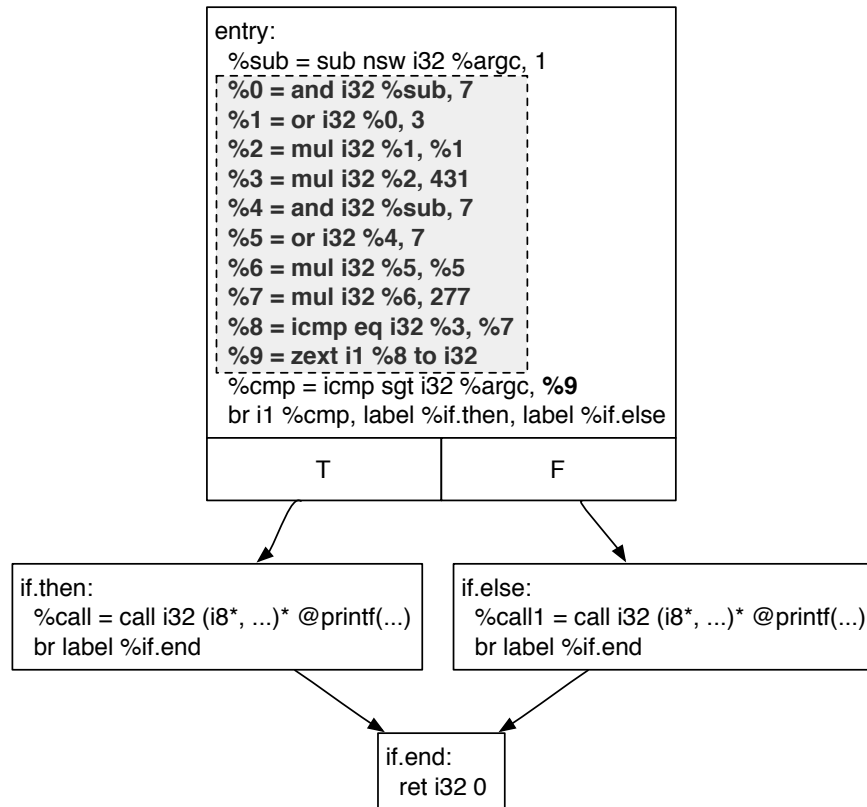 entry:
%sub = sub nsw i32 %argc, 1
%0 = and i32 %sub, 7
%1 = or i32 %0, 3
%2 = mul i32 %1, %1
%3 = mul i32 %2, 431
%4 = and i32 %sub, 7
%5 = or i32 %4, 7
%6 = mul i32 %5, %5
%7 = mul i32 %6, 277
%8 = icmp eq i32 %3, %7
%9 = zext i1 %8 to i32
%cmp = icmp sgt i32 %argc, %9
br i1 %cmp, label %if.then, label %if.else
T
F
if.then:
%call = call i32 (i8*, ...)* @printf(...)
br label %if.end
if.else:
%call1 = call i32 (i8*, ...)* @printf(...)
br label %if.end
if.end:
ret i32 0